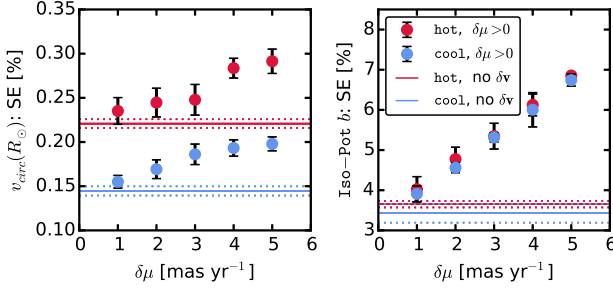 v_circ(R_⊙): SE [%]
0.35
0.30
0.25
0.20
0.15
0.10
0 1 2 3 4 5 6
δμ [mas yr⁻¹]
Iso−Pot b: SE [%]
8
7
6
5
4
3
0 1 2 3 4 5 6
δμ [mas yr⁻¹]
hot, δμ>0
cool, δμ>0
hot, no δv
cool, no δv